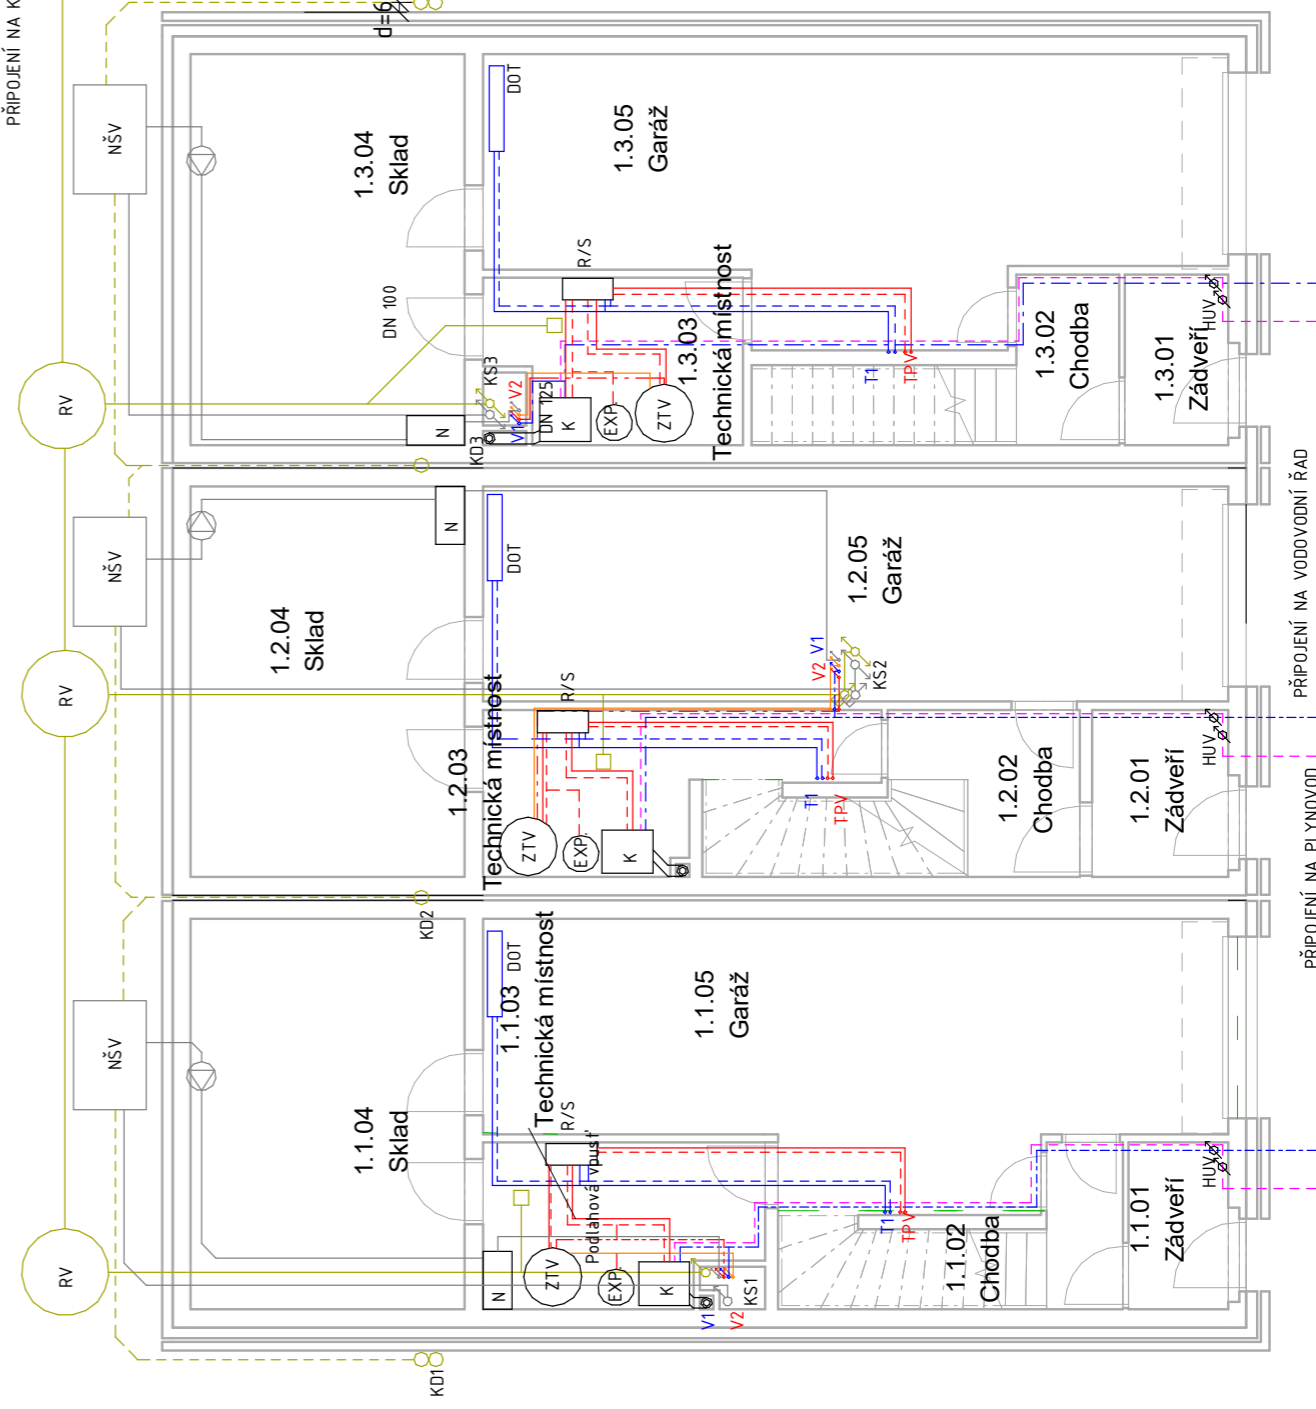 PŘIPOJENÍ NA K
d=6
NŠV
RV
DOT
1.3.04
Sklad
1.3.05
Garáž
DN 100
R/S
KS3
V2
V1
DN 125
N
KD3
K
EXP.
ZTV
1.3.03
Technická místnost
T1
TPV
1.3.02
Chodba
1.3.01
Zádveří
HUV
NŠV
RV
N
DOT
1.2.04
Sklad
1.2.05
Garáž
V1
V2
KS2
R/S
1.2.03
Technická místnost
ZTV
EXP.
K
T1
TPV
1.2.02
Chodba
1.2.01
Zádveří
HUV
PŘIPOJENÍ NA VODOVODNÍ ŘAD
PŘIPOJENÍ NA PLYNOVOD
KD2
NŠV
RV
DOT
1.1.03
Technická místnost
1.1.04
Sklad
1.1.05
Garáž
R/S
Podlahová vpusť
N
ZTV
EXP.
K
V1
V2
KS1
T1
TPV
1.1.02
Chodba
1.1.01
Zádveří
HUV
KD1